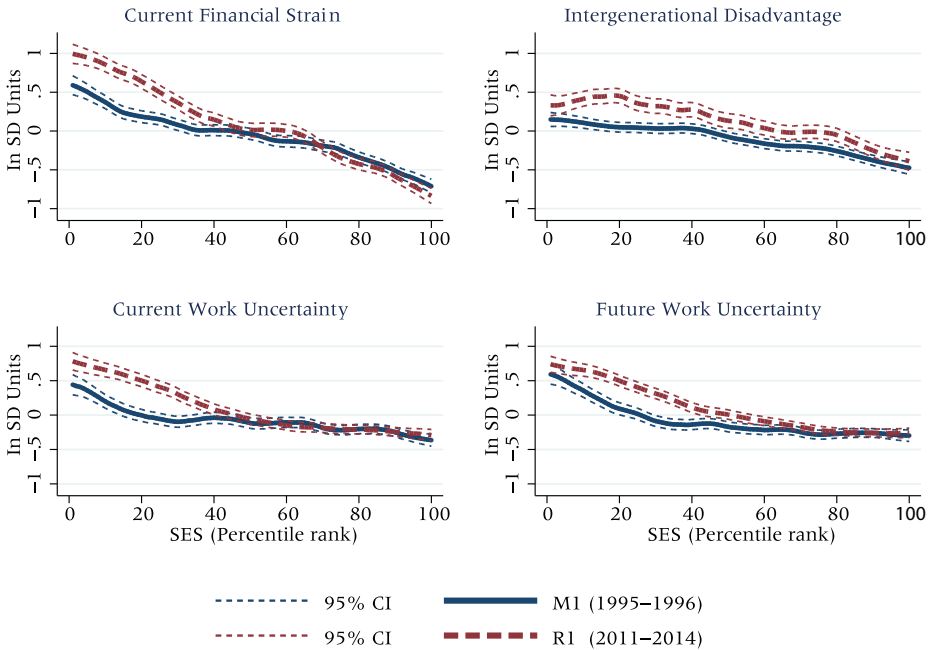 Current Financial Strain
Intergenerational Disadvantage
In SD Units
1
.5
0
−.5
−1
0 20 40 60 80 100
In SD Units
1
.5
0
−.5
−1
0 20 40 60 80 100
Current Work Uncertainty
Future Work Uncertainty
In SD Units
1
.5
0
−.5
−1
0 20 40 60 80 100
SES (Percentile rank)
In SD Units
1
.5
0
−.5
−1
0 20 40 60 80 100
SES (Percentile rank)
95% CI M1 (1995–1996)
95% CI R1 (2011–2014)